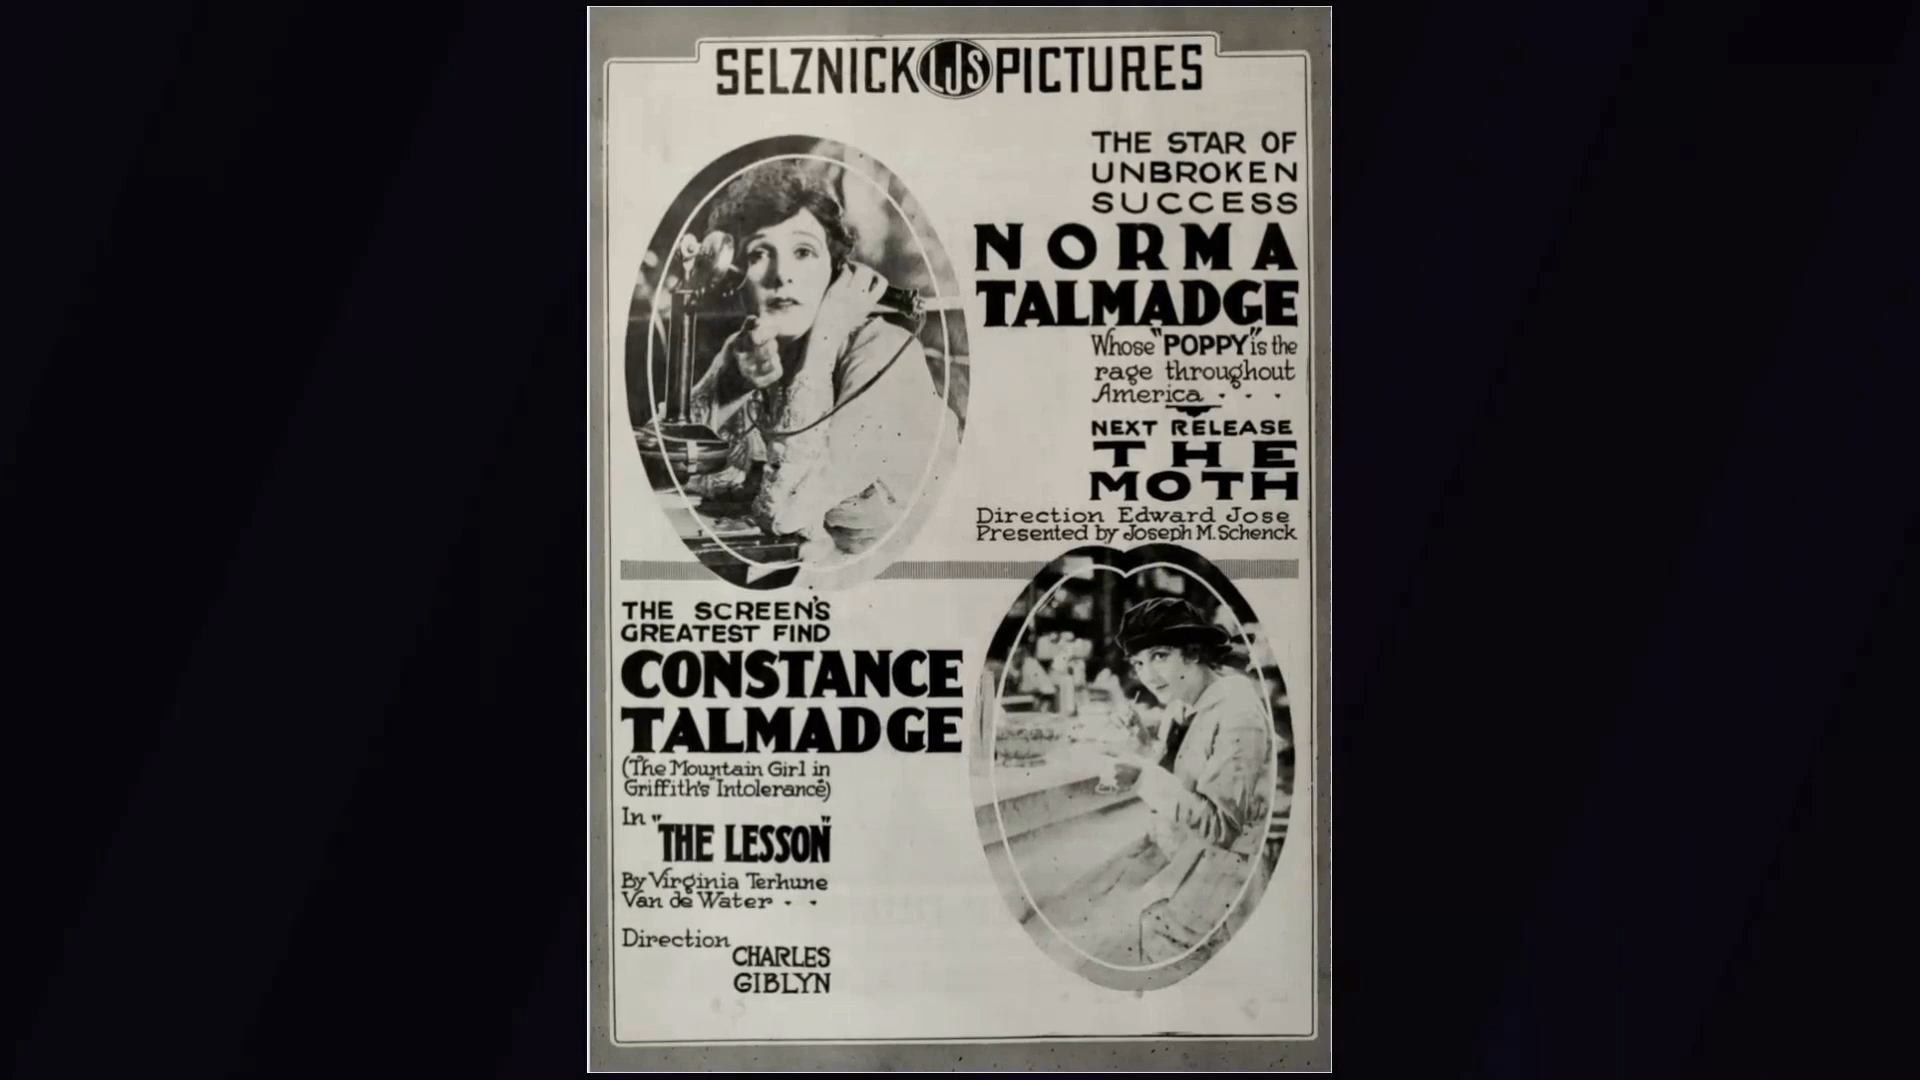 SELZNICK LJS PICTURES
THE STAR OF
UNBROKEN
SUCCESS
NORMA
TALMADGE
Whose "POPPY" is the
rage throughout
America - - -
NEXT RELEASE
THE
MOTH
Direction Edward Jose
Presented by Joseph M. Schenck
THE SCREEN'S
GREATEST FIND
CONSTANCE
TALMADGE
(The Mountain Girl in
Griffith's "Intolerance)
In "THE LESSON"
By Virginia Terhune
Van de Water - -
Direction
CHARLES
GIBLYN